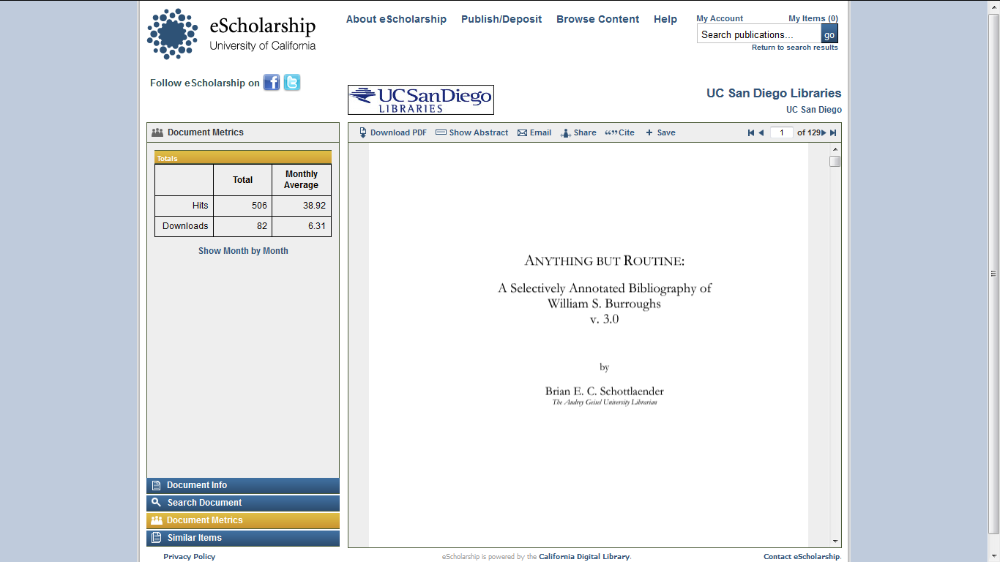 eScholarship
University of California
About eScholarship Publish/Deposit Browse Content Help
My Account My Items (0)
Search publications... go
Return to search results
Follow eScholarship on
UC San Diego
LIBRARIES
UC San Diego Libraries
UC San Diego
Document Metrics
Totals
Total Monthly Average
Hits 506 38.92
Downloads 82 6.31
Show Month by Month
Document Info
Search Document
Document Metrics
Similar Items
Download PDF Show Abstract Email Share Cite + Save 1 of 129
ANYTHING BUT ROUTINE:
A Selectively Annotated Bibliography of
William S. Burroughs
v. 3.0
by
Brian E. C. Schottlaender
The Audrey Geisel University Librarian
Privacy Policy eScholarship is powered by the California Digital Library. Contact eScholarship.